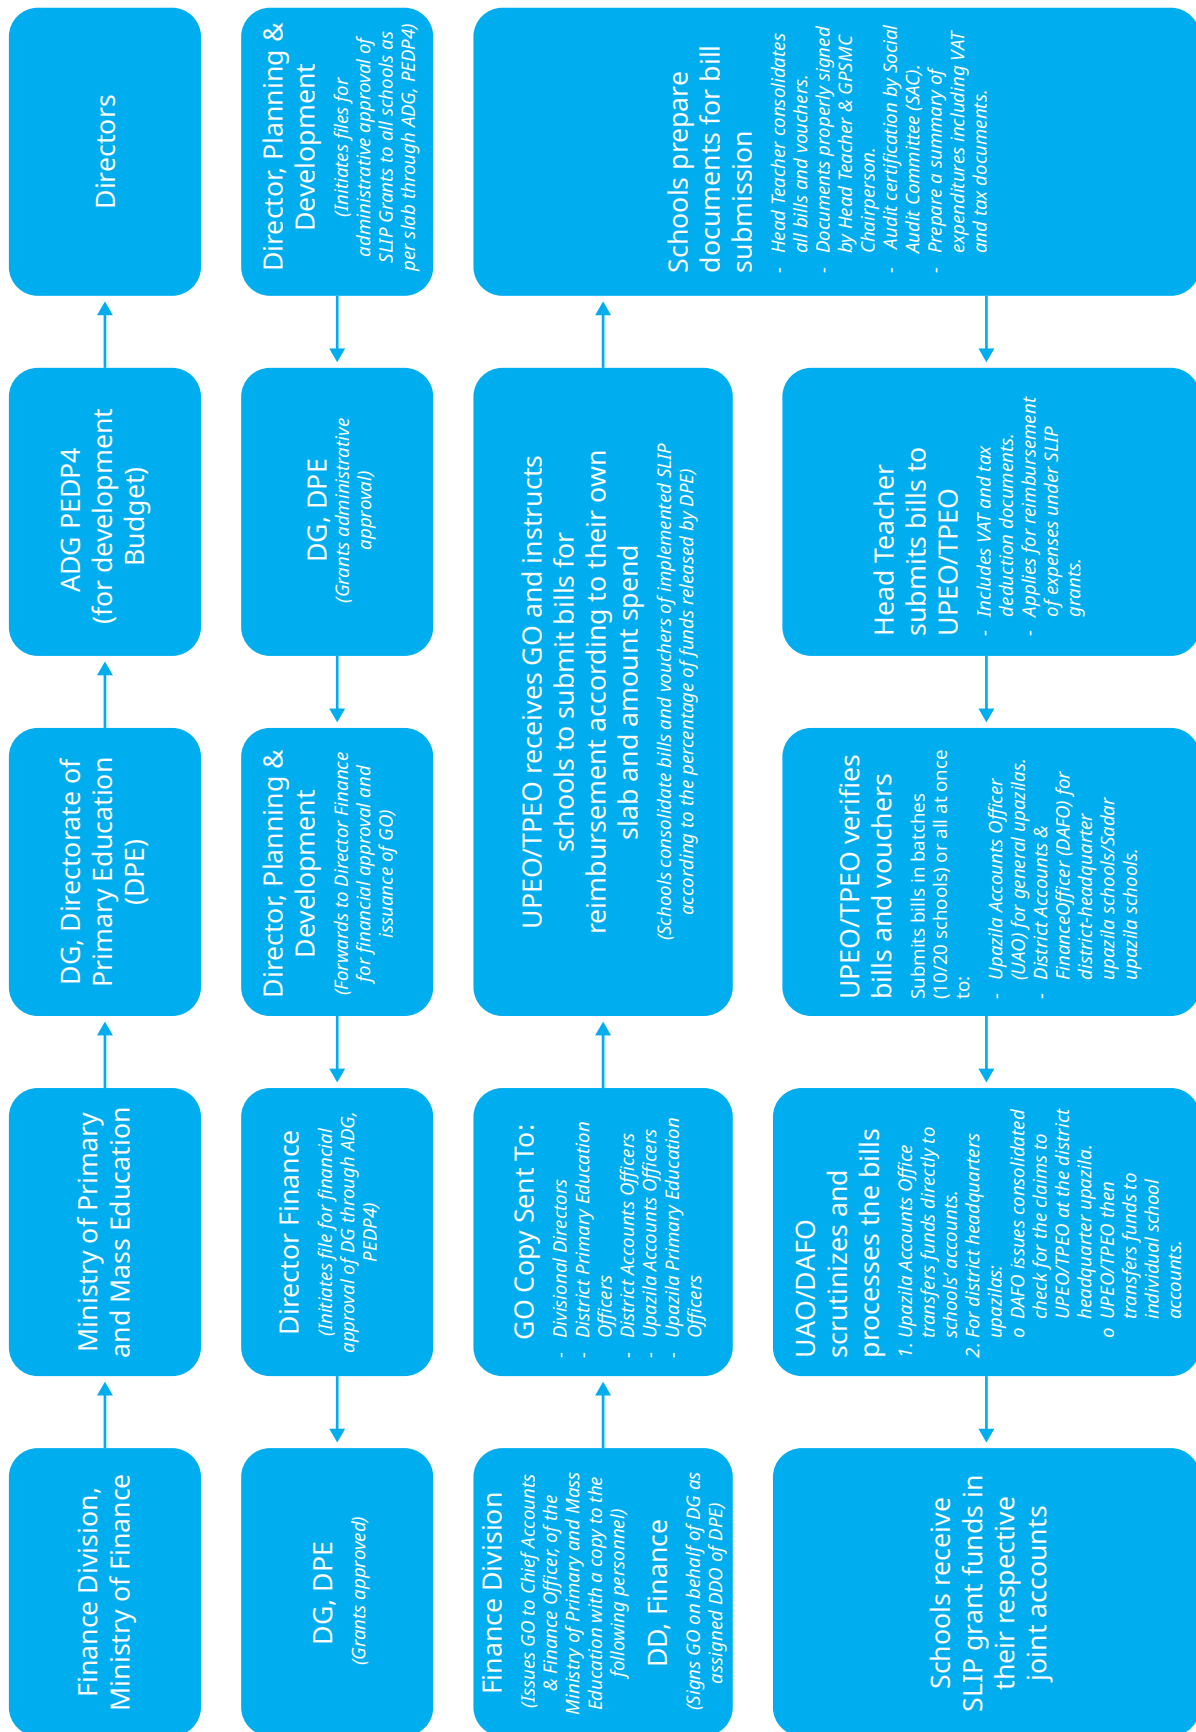 Finance Division,
Ministry of Finance
Ministry of Primary
and Mass Education
DG, Directorate of
Primary Education
(DPE)
ADG PEDP4
(for development
Budget)
Directors
Director, Planning &
Development
(Initiates files for
administrative approval of
SLIP Grants to all schools as
per slab through ADG, PEDP4)
DG, DPE
(Grants administrative
approval)
Director, Planning &
Development
(Forwards to Director Finance
for financial approval and
issuance of GO)
Director Finance
(Initiates file for financial
approval of DG through ADG,
PEDP4)
DG, DPE
(Grants approved)
Finance Division
(Issues GO to Chief Accounts
& Finance Officer, of the
Ministry of Primary and Mass
Education with a copy to the
following personnel)
DD, Finance
(Signs GO on behalf of DG as
assigned DDO of DPE)
GO Copy Sent To:
- Divisional Directors
- District Primary Education
Officers
- District Accounts Officers
- Upazila Accounts Officers
- Upazila Primary Education
Officers
UPEO/TPEO receives GO and instructs
schools to submit bills for
reimbursement according to their own
slab and amount spend
(Schools consolidate bills and vouchers of implemented SLIP
according to the percentage of funds released by DPE)
Schools prepare
documents for bill
submission
- Head Teacher consolidates
all bills and vouchers.
- Documents properly signed
by Head Teacher & GPSMC
Chairperson.
- Audit certification by Social
Audit Committee (SAC).
- Prepare a summary of
expenditures including VAT
and tax documents.
Head Teacher
submits bills to
UPEO/TPEO
- Includes VAT and tax
deduction documents.
- Applies for reimbursement
of expenses under SLIP
grants.
UPEO/TPEO verifies
bills and vouchers
Submits bills in batches
(10/20 schools) or all at once
to:
- Upazila Accounts Officer
(UAO) for general upazilas.
- District Accounts &
FinanceOfficer (DAFO) for
district-headquarter
upazila schools/Sadar
upazila schools.
UAO/DAFO
scrutinizes and
processes the bills
1. Upazila Accounts Office
transfers funds directly to
schools' accounts.
2. For district headquarters
upazilas:
o DAFO issues consolidated
check for the claims to
UPEO/TPEO at the district
headquarter upazila.
o UPEO/TPEO then
transfers funds to
individual school
accounts.
Schools receive
SLIP grant funds in
their respective
joint accounts